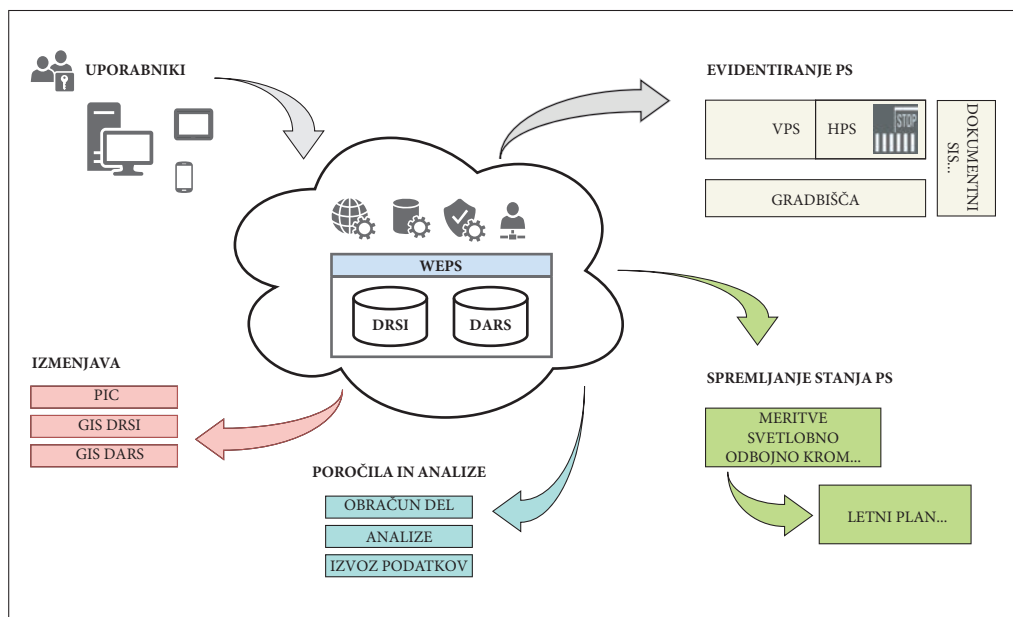 UPORABNIKI
EVIDENTIRANJE PS
VPS
HPS
STOP
DOKUMENTNI
SIS...
GRADBIŠČA
WEPS
DRSI
DARS
IZMENJAVA
PIC
GIS DRSI
GIS DARS
SPREMLJANJE STANJA PS
MERITVE
SVETLOBNO
ODBOJNO KROM...
LETNI PLAN...
POROČILA IN ANALIZE
OBRAČUN DEL
ANALIZE
IZVOZ PODATKOV